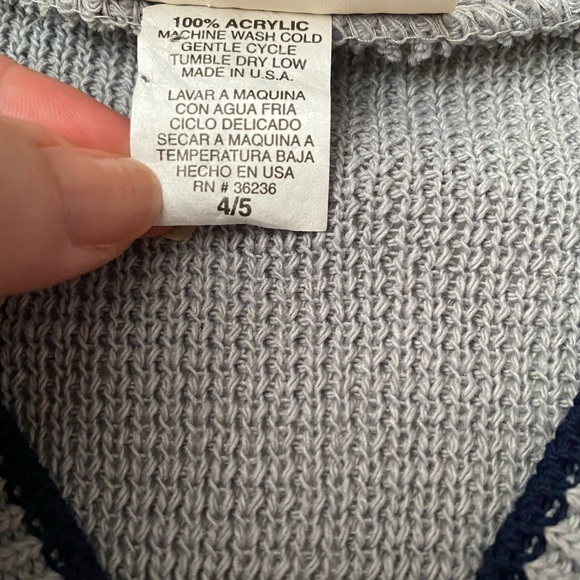 100% ACRYLIC
MACHINE WASH COLD
GENTLE CYCLE
TUMBLE DRY LOW
MADE IN U.S.A.
LAVAR A MAQUINA
CON AGUA FRIA
CICLO DELICADO
SECAR A MAQUINA A
TEMPERATURA BAJA
HECHO EN USA
RN # 36236
4/5